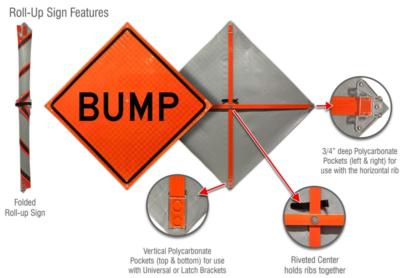 Roll-Up Sign Features
BUMP
3/4" deep Polycarbonate
Pockets (left & right) for
use with the horizontal rib
Folded
Roll-up Sign
Vertical Polycarbonate
Pockets (top & bottom) for use
with Universal or Latch Brackets
Riveted Center
holds ribs together